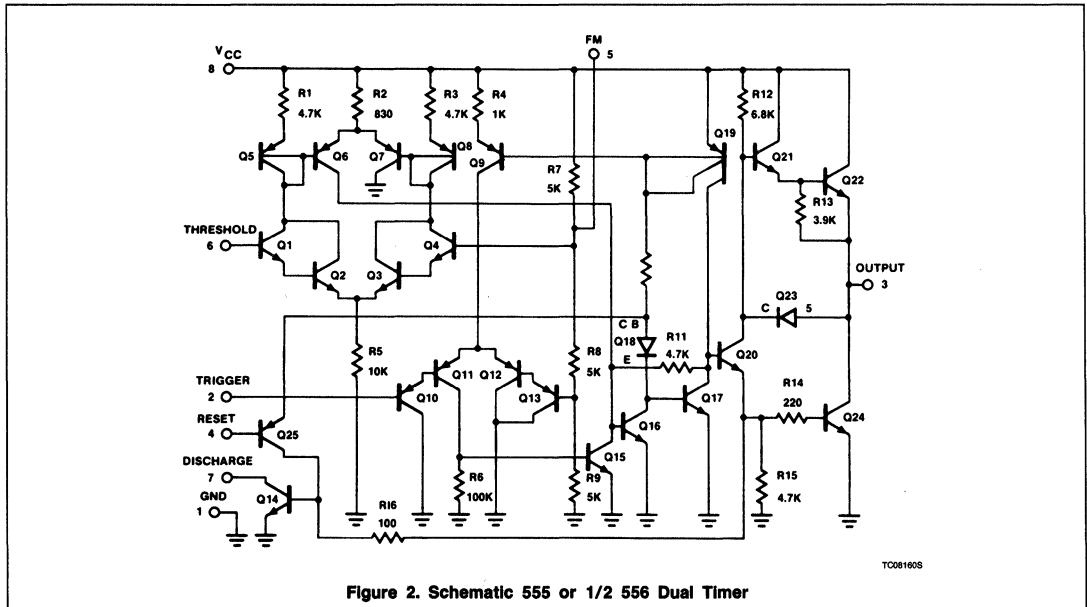 FM
5
V CC
8
R1
4.7K
R2
830
R3
4.7K
R4
1K
R12
6.8K
Q19
Q5
Q6
Q7
Q8
Q9
Q21
Q22
R7
5K
R13
3.9K
THRESHOLD
6
Q1
Q2
Q3
Q4
OUTPUT
3
Q23
C
5
C B
Q18
E
R11
4.7K
Q20
R5
10K
R8
5K
TRIGGER
2
Q11
Q12
Q10
Q13
Q17
R14
220
Q24
RESET
4
Q25
Q16
DISCHARGE
7
Q15
GND
1
Q14
R6
100K
R9
5K
R15
4.7K
RI6
100
TC08160S
Figure 2. Schematic 555 or 1/2 556 Dual Timer